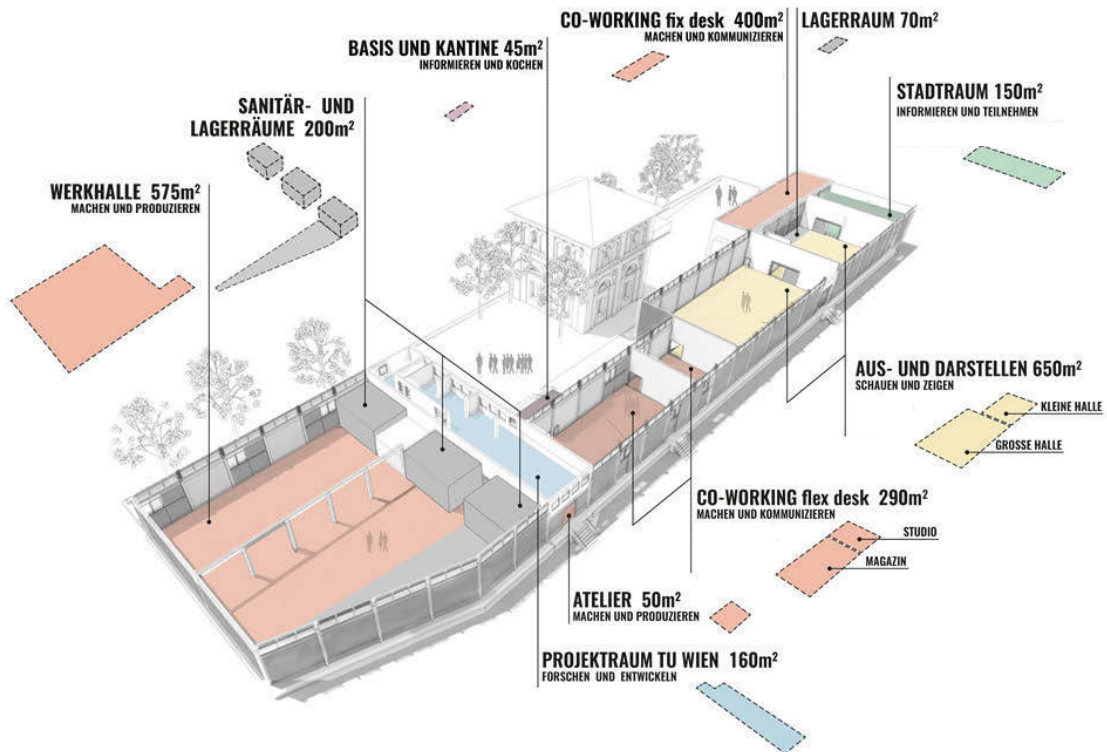 CO-WORKING fix desk 400m²
MACHEN UND KOMMUNIZIEREN
LAGERRAUM 70m²
BASIS UND KANTINE 45m²
INFORMIEREN UND KOCHEN
STADTRAUM 150m²
INFORMIEREN UND TEILNEHMEN
SANITÄR- UND
LAGERRÄUME 200m²
WERKHALLE 575m²
MACHEN UND PRODUZIEREN
AUS- UND DARSTELLEN 650m²
SCHAUEN UND ZEIGEN
KLEINE HALLE
GROSSE HALLE
CO-WORKING flex desk 290m²
MACHEN UND KOMMUNIZIEREN
STUDIO
MAGAZIN
ATELIER 50m²
MACHEN UND PRODUZIEREN
PROJEKTRAUM TU WIEN 160m²
FORSCHEN UND ENTWICKELN